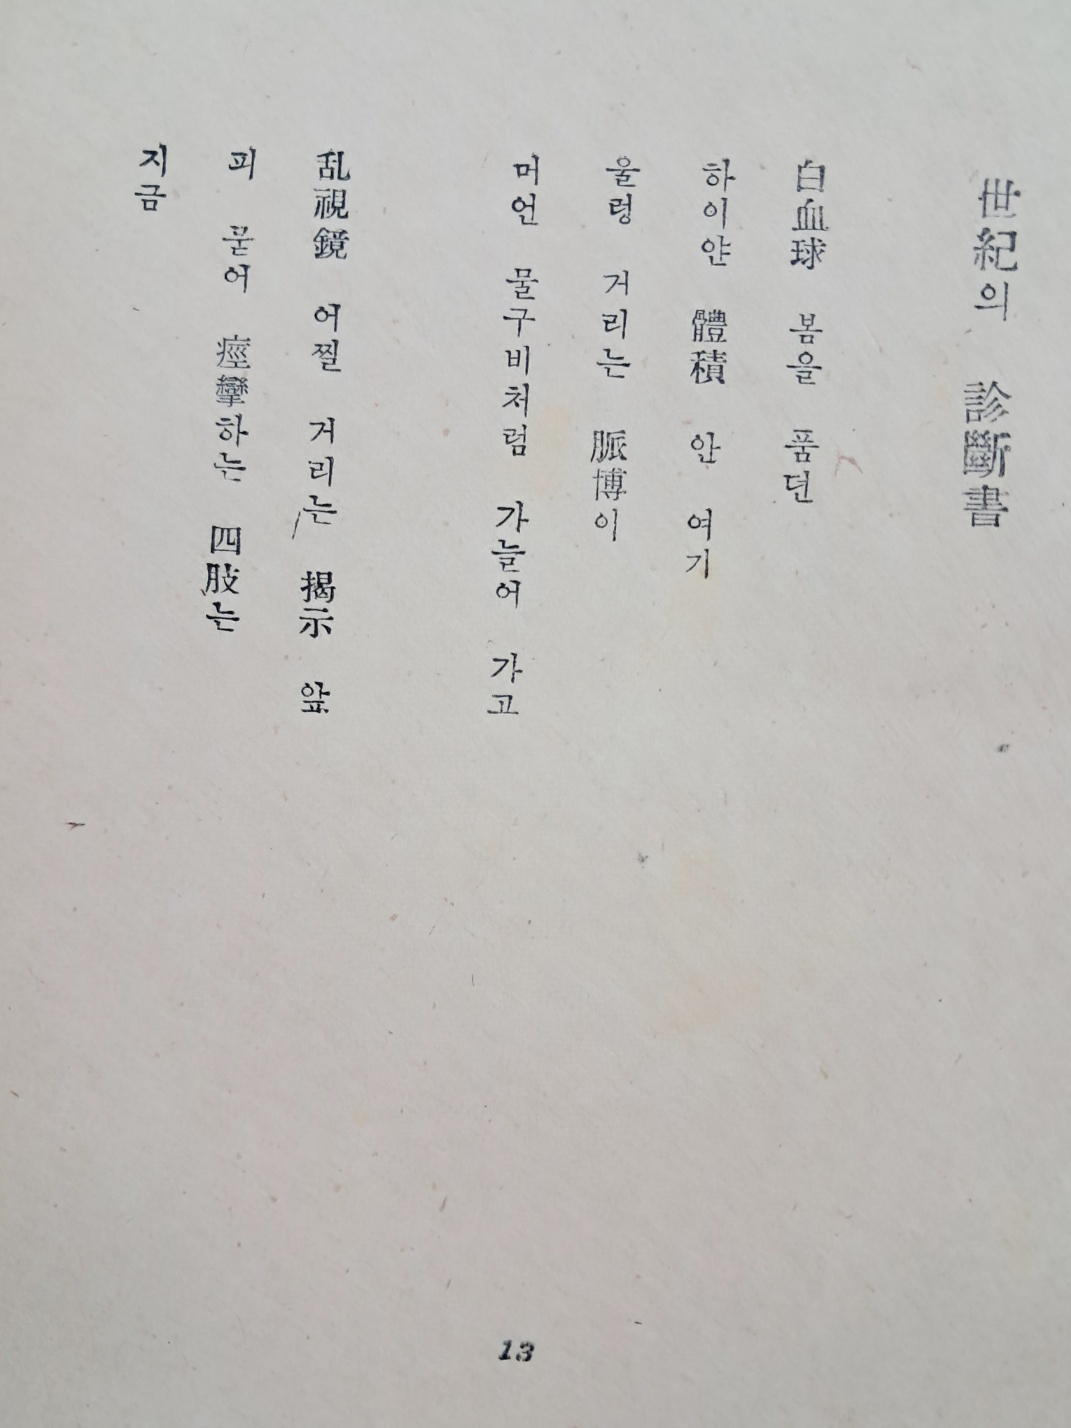 世紀의 診斷書
白血球 봄을 품던
하이얀 體積 안 여기
울렁 거리는 脈博이
머언 물구비처럼 가늘어 가고
乱視鏡 어찔 거리는 揭示 앞
피 묻어 痙攣하는 四肢는
지금
13